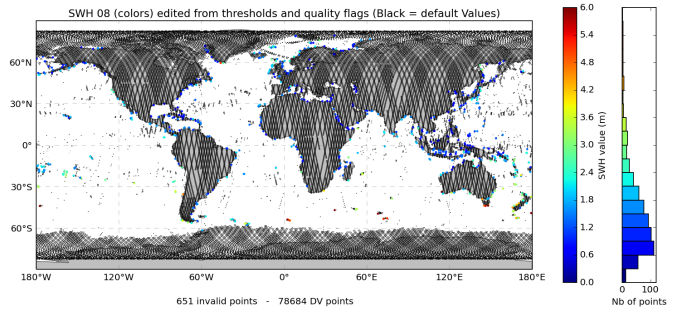 SWH 08 (colors) edited from thresholds and quality flags (Black = default Values)
60°N
30°N
0°
30°S
60°S
180°W
120°W
60°W
0°
60°E
120°E
180°E
651 invalid points - 78684 DV points
6.0
5.4
4.8
4.2
3.6
3.0
2.4
1.8
1.2
0.6
0.0
SWH value (m)
0
100
Nb of points